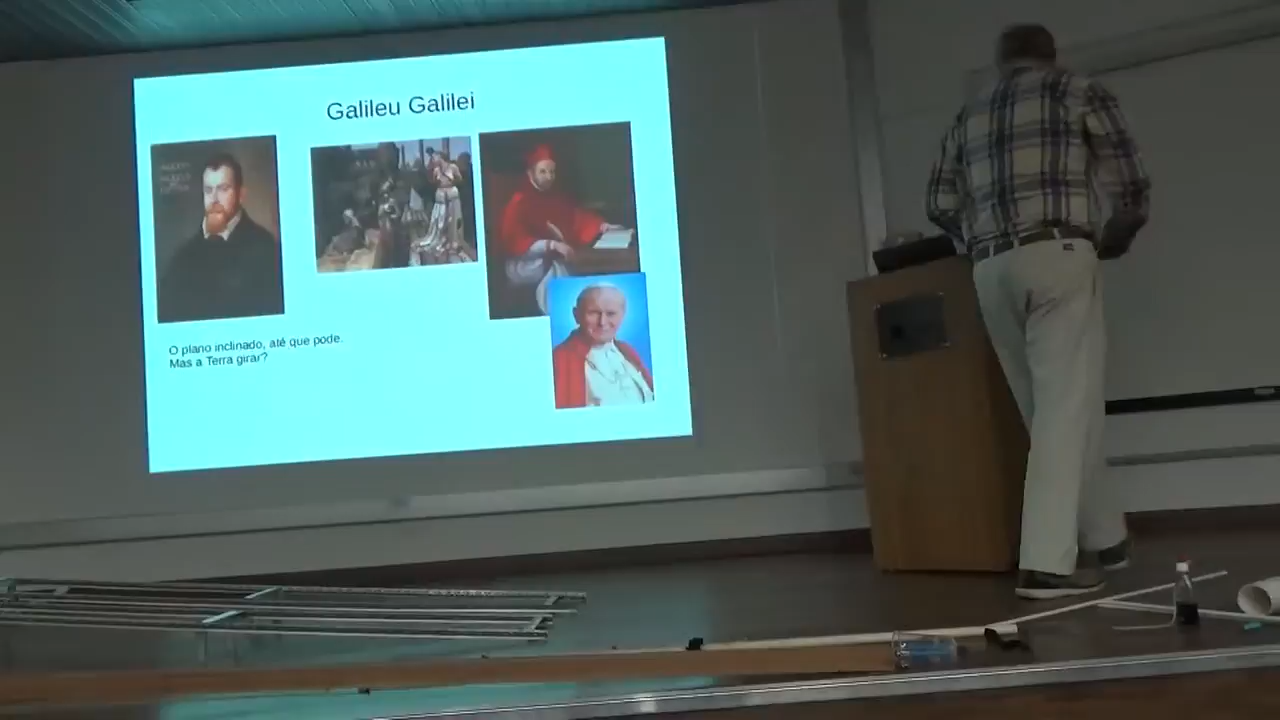 Galileu Galilei
O plano inclinado, até que pode.
Mas a Terra girar?